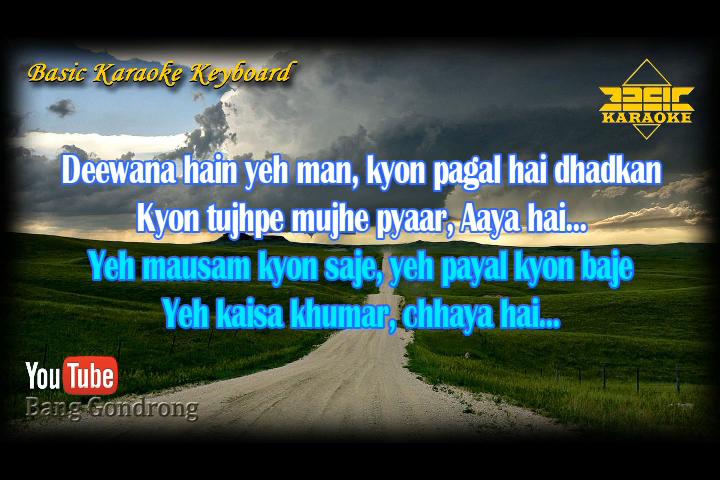 Basic Karaoke Keyboard
BASIC
KARAOKE
Deewana hain yeh man, kyon pagal hai dhadkan
Kyon tujhpe mujhe pyaar, Aaya hai...
Yeh mausam kyon saje, yeh payal kyon baje
Yeh kaisa khumar, chhaya hai...
YouTube
Bang Gondrong